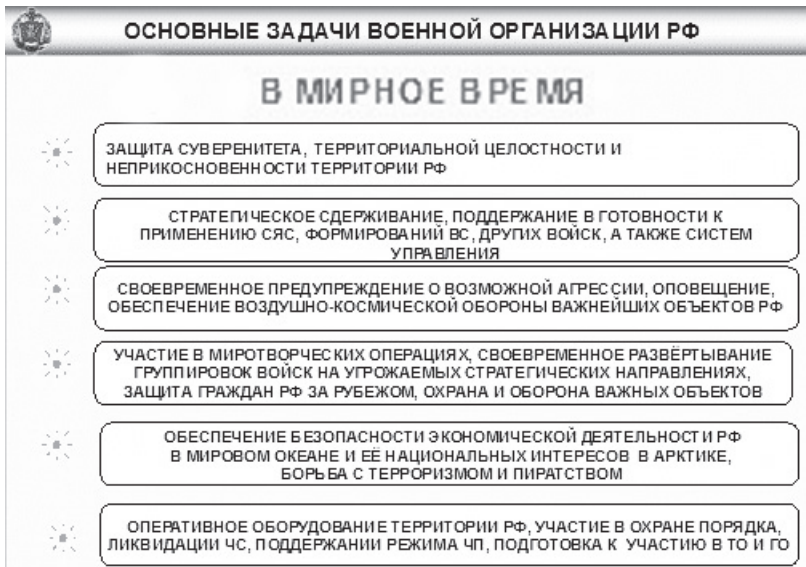 ОСНОВНЫЕ ЗАДАЧИ ВОЕННОЙ ОРГАНИЗАЦИИ РФ
В МИРНОЕ ВРЕМЯ
ЗАЩИТА СУВЕРЕНИТЕТА, ТЕРРИТОРИАЛЬНОЙ ЦЕЛОСТНОСТИ И
НЕПРИКОСНОВЕННОСТИ ТЕРРИТОРИИ РФ
СТРАТЕГИЧЕСКОЕ СДЕРЖИВАНИЕ, ПОДДЕРЖАНИЕ В ГОТОВНОСТИ К
ПРИМЕНЕНИЮ СЯС, ФОРМИРОВАНИЙ ВС, ДРУГИХ ВОЙСК, А ТАКЖЕ СИСТЕМ
УПРАВЛЕНИЯ
СВОЕВРЕМЕННОЕ ПРЕДУПРЕЖДЕНИЕ О ВОЗМОЖНОЙ АГРЕССИИ, ОПОВЕЩЕНИЕ,
ОБЕСПЕЧЕНИЕ ВОЗДУШНО-КОСМИЧЕСКОЙ ОБОРОНЫ ВАЖНЕЙШИХ ОБЪЕКТОВ РФ
УЧАСТИЕ В МИРОТВОРЧЕСКИХ ОПЕРАЦИЯХ, СВОЕВРЕМЕННОЕ РАЗВЁРТЫВАНИЕ
ГРУППИРОВОК ВОЙСК НА УГРОЖАЕМЫХ СТРАТЕГИЧЕСКИХ НАПРАВЛЕНИЯХ,
ЗАЩИТА ГРАЖДАН РФ ЗА РУБЕЖОМ, ОХРАНА И ОБОРОНА ВАЖНЫХ ОБЪЕКТОВ
ОБЕСПЕЧЕНИЕ БЕЗОПАСНОСТИ ЭКОНОМИЧЕСКОЙ ДЕЯТЕЛЬНОСТИ РФ
В МИРОВОМ ОКЕАНЕ И ЕЁ НАЦИОНАЛЬНЫХ ИНТЕРЕСОВ В АРКТИКЕ,
БОРЬБА С ТЕРРОРИЗМОМ И ПИРАТСТВОМ
ОПЕРАТИВНОЕ ОБОРУДОВАНИЕ ТЕРРИТОРИИ РФ, УЧАСТИЕ В ОХРАНЕ ПОРЯДКА,
ЛИКВИДАЦИИ ЧС, ПОДДЕРЖАНИИ РЕЖИМА ЧП, ПОДГОТОВКА К УЧАСТИЮ В ТО И ГО